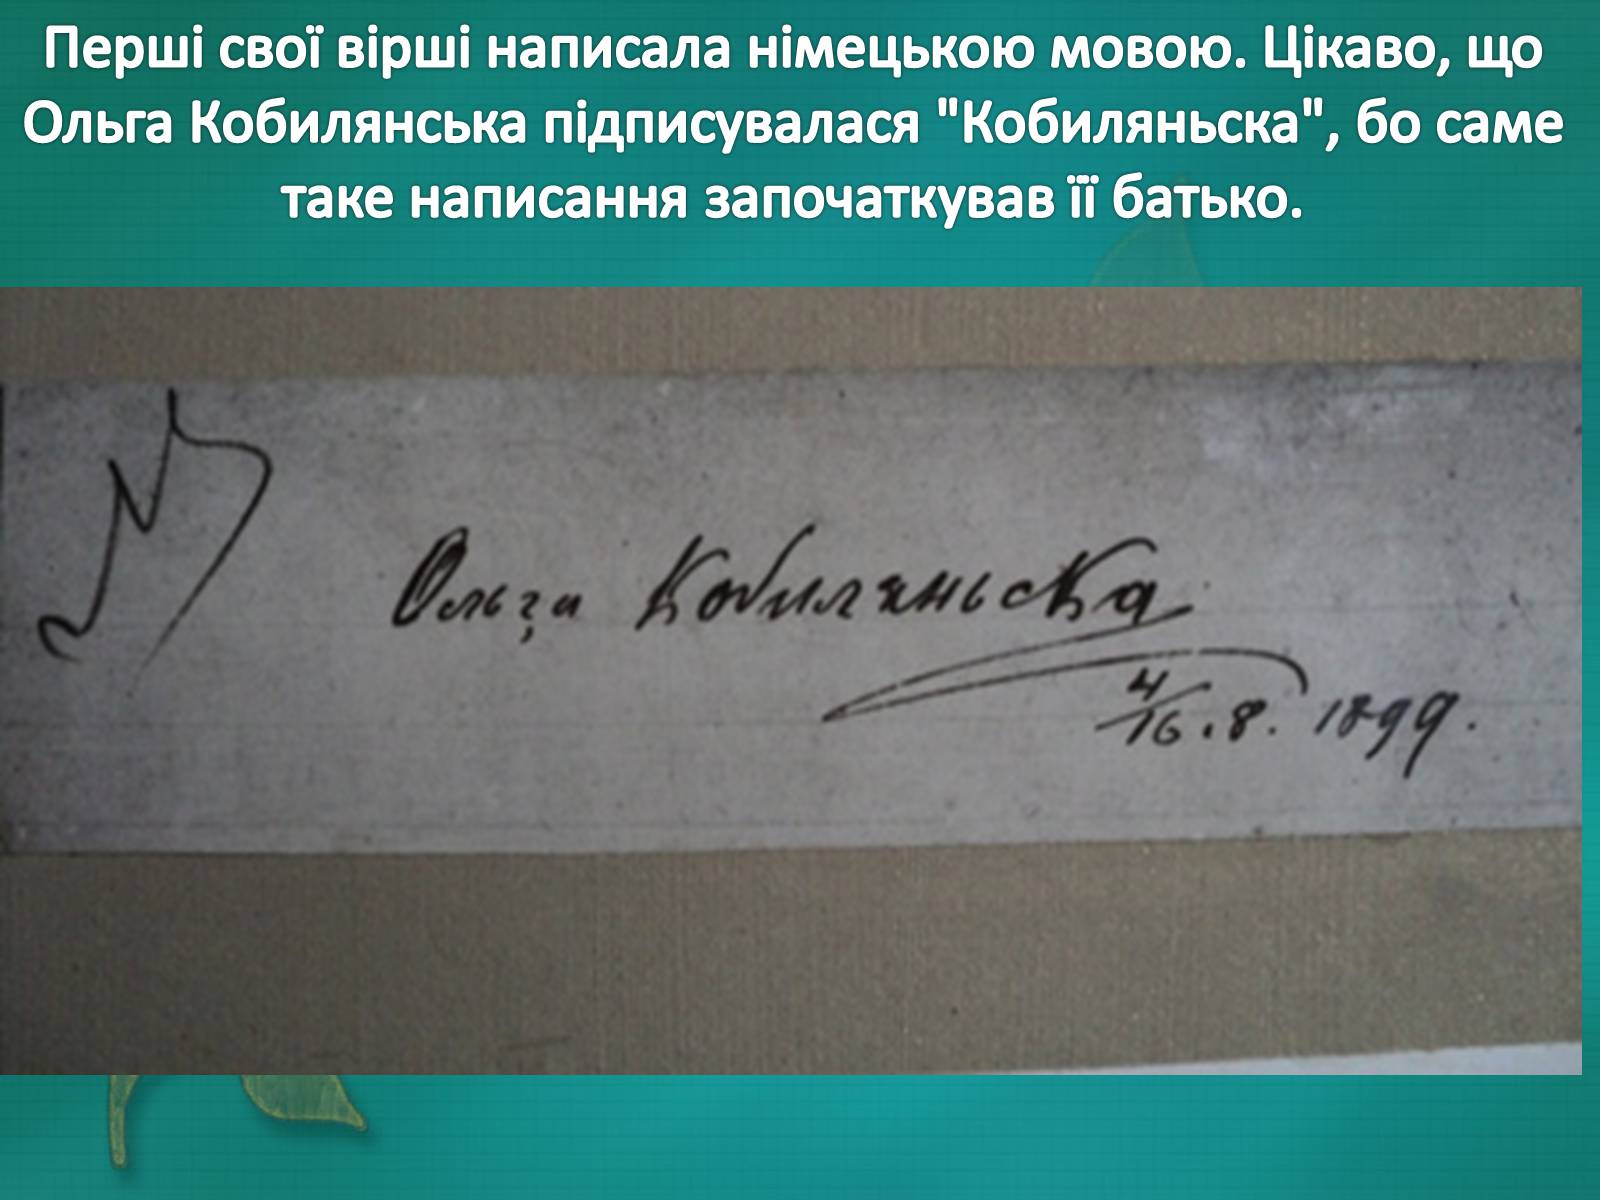 Перші свої вірші написала німецькою мовою. Цікаво, що
Ольга Кобилянська підписувалася "Кобиляньска", бо саме
таке написання започаткував її батько.
Ольга Кобиляньска
4/16.8. 1899.